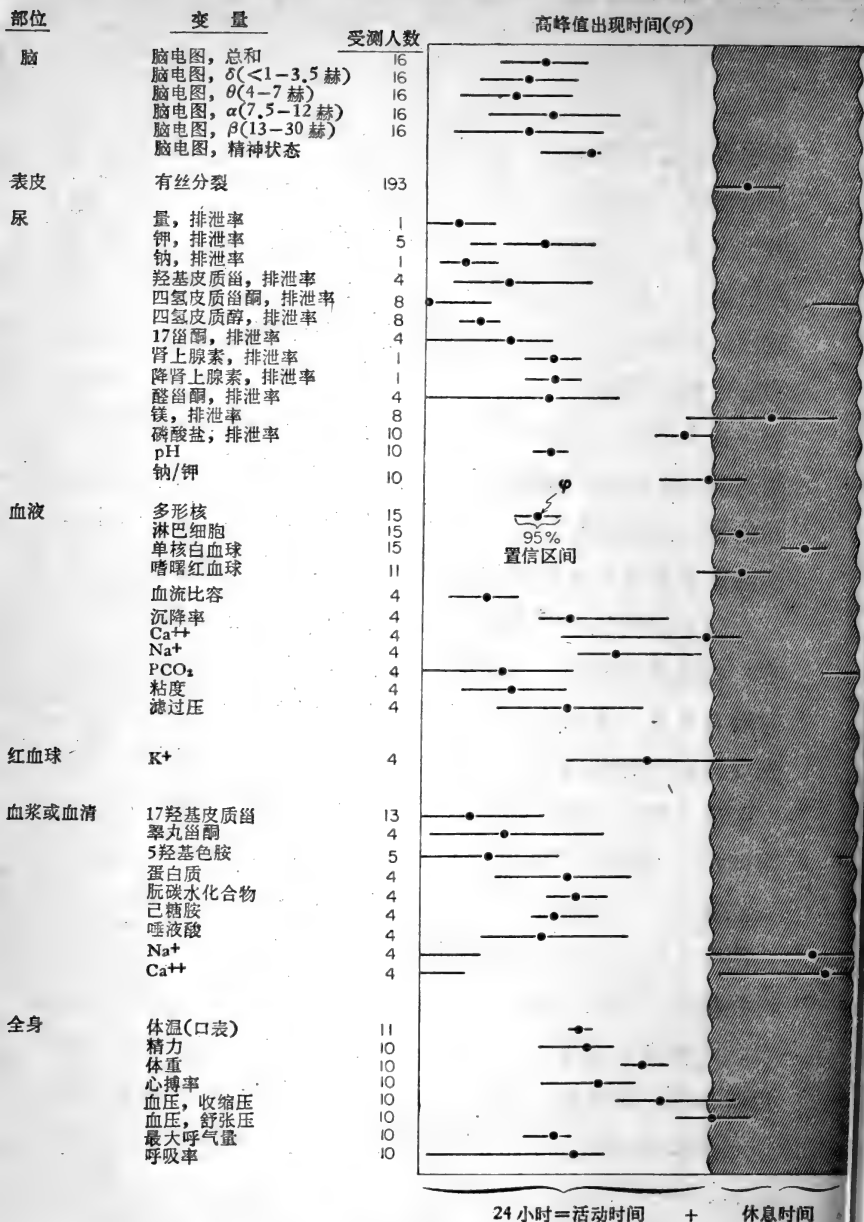 部位 变 量 受测人数 高峰值出现时间(φ)
脑 脑电图, 总和 16
脑电图, δ(<1-3.5 赫) 16
脑电图, θ(4-7 赫) 16
脑电图, α(7.5-12 赫) 16
脑电图, β(13-30 赫) 16
脑电图, 精神状态
表皮 有丝分裂 193
尿 量, 排泄率 1
钾, 排泄率 5
钠, 排泄率 1
羟基皮质甾, 排泄率 4
四氢皮质甾酮, 排泄率 8
四氢皮质醇, 排泄率 8
17甾酮, 排泄率 4
肾上腺素, 排泄率 1
降肾上腺素, 排泄率 1
醛甾酮, 排泄率 4
镁, 排泄率 8
磷酸盐, 排泄率 10
pH 10
钠/钾 10
φ
血液 多形核 15
淋巴细胞 15
95%
单核白血球 15
置信区间
嗜曙红血球 11
血流比容 4
沉降率 4
Ca++ 4
Na+ 4
PCO₂ 4
粘度 4
滤过压 4
红血球 K+ 4
血浆或血清 17羟基皮质甾 13
睾丸甾酮 4
5羟基色胺 5
蛋白质 4
朊碳水化合物 4
己糖胺 4
唾液酸 4
Na+ 4
Ca++ 4
全身 体温(口表) 11
精力 10
体重 10
心搏率 10
血压, 收缩压 10
血压, 舒张压 10
最大呼气量 10
呼吸率 10
24 小时=活动时间 + 休息时间